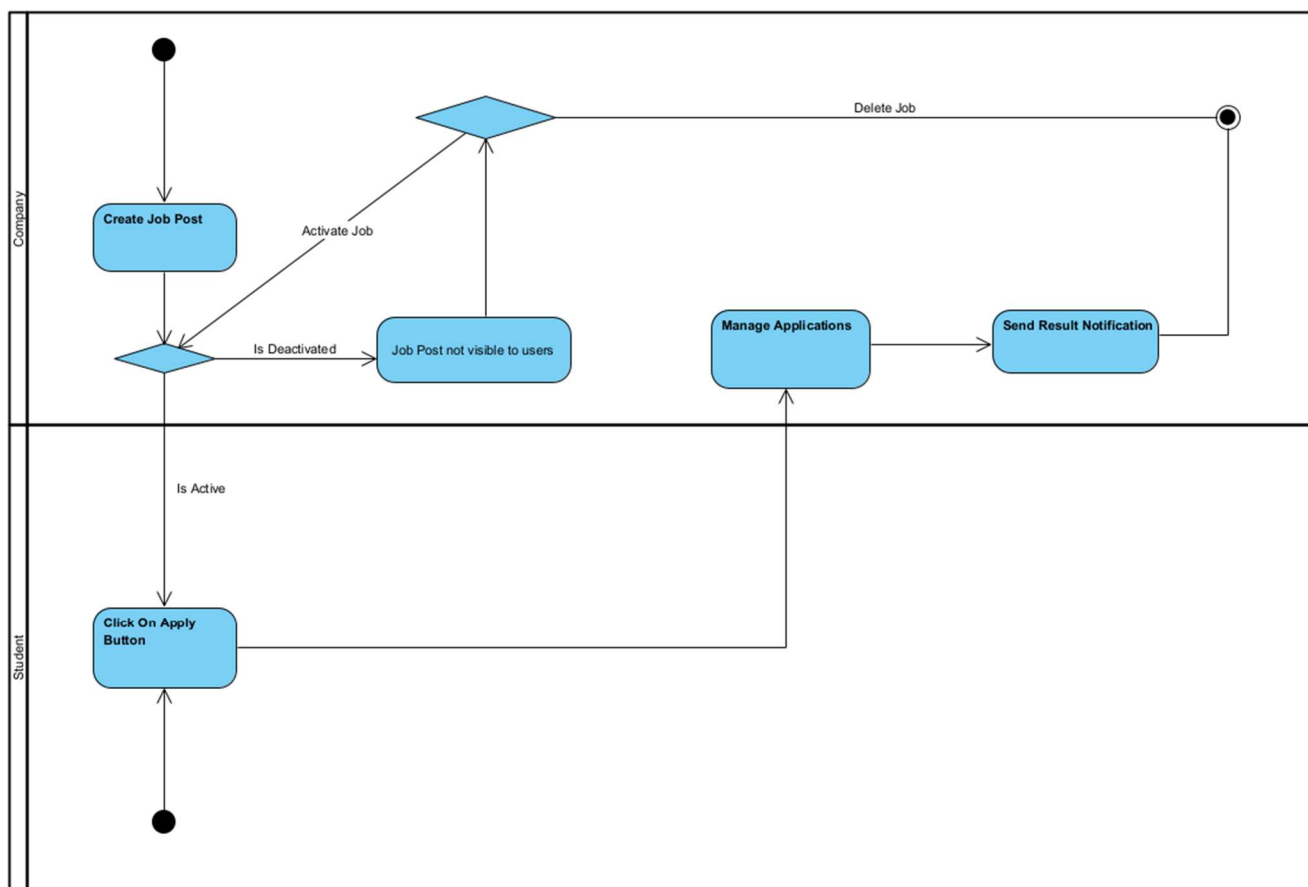 Company
Delete Job
Create Job Post
Activate Job
Is Deactivated
Job Post not visible to users
Manage Applications
Send Result Notification
Student
Is Active
Click On Apply
Button